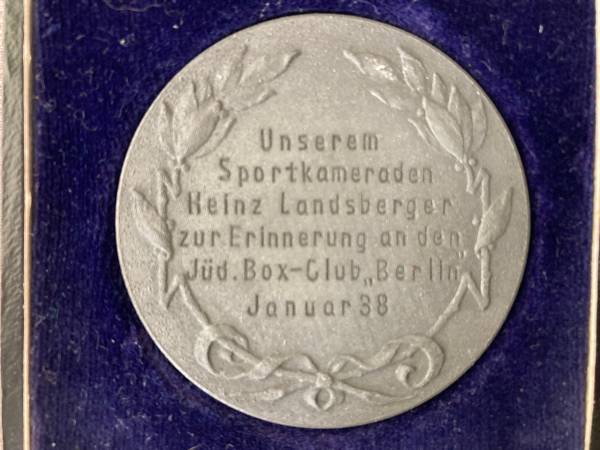 Unserem
Sportkameraden
Heinz Landsberger
zur Erinnerung an den
Jüd. Box-Club „Berlin"
Januar 38